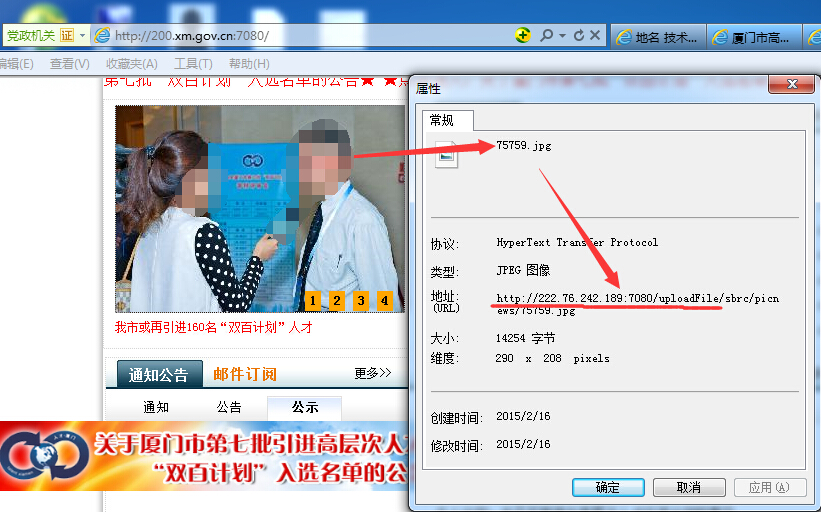 党政机关 证 http://200.xm.gov.cn:7080/ 地名 技术... 厦门市高...
编辑(E) 查看(V) 收藏夹(A) 工具(T) 帮助(H)
第七批“双百计划”入选名单的公告★ ★
属性
常规
75759.jpg
协议: HyperText Transfer Protocol
类型: JPEG 图像
地址: (URL) http://222.76.242.189:7080/uploadFile/sbrc/picn
ews/75759.jpg
大小: 14254 字节
维度: 290 x 208 pixels
创建时间: 2015/2/16
修改时间: 2015/2/16
确定 取消 应用(A)
1 2 3 4
我市或再引进160名“双百计划”人才
通知公告 邮件订阅 更多>>
通知 公告 公示
关于厦门市第七批引进高层次人
“双百计划”入选名单的公